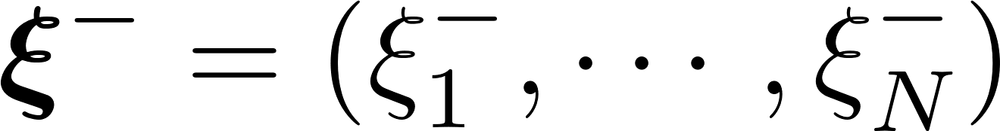 𝝃⁻ = (ξ₁⁻, ⋯ , ξ_N⁻)